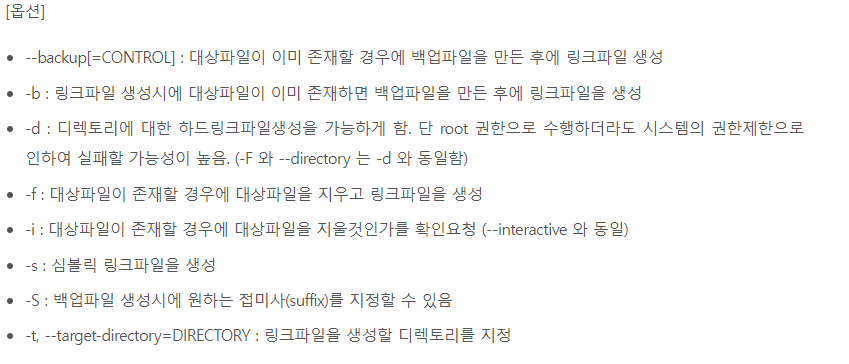 [옵션]
--backup[=CONTROL] : 대상파일이 이미 존재할 경우에 백업파일을 만든 후에 링크파일 생성
-b : 링크파일 생성시에 대상파일이 이미 존재하면 백업파일을 만든 후에 링크파일을 생성
-d : 디렉토리에 대한 하드링크파일생성을 가능하게 함. 단 root 권한으로 수행하더라도 시스템의 권한제한으로
인하여 실패할 가능성이 높음. (-F 와 --directory 는 -d 와 동일함)
-f : 대상파일이 존재할 경우에 대상파일을 지우고 링크파일을 생성
-i : 대상파일이 존재할 경우에 대상파일을 지울것인가를 확인요청 (--interactive 와 동일)
-s : 심볼릭 링크파일을 생성
-S : 백업파일 생성시에 원하는 접미사(suffix)를 지정할 수 있음
-t, --target-directory=DIRECTORY : 링크파일을 생성할 디렉토리를 지정